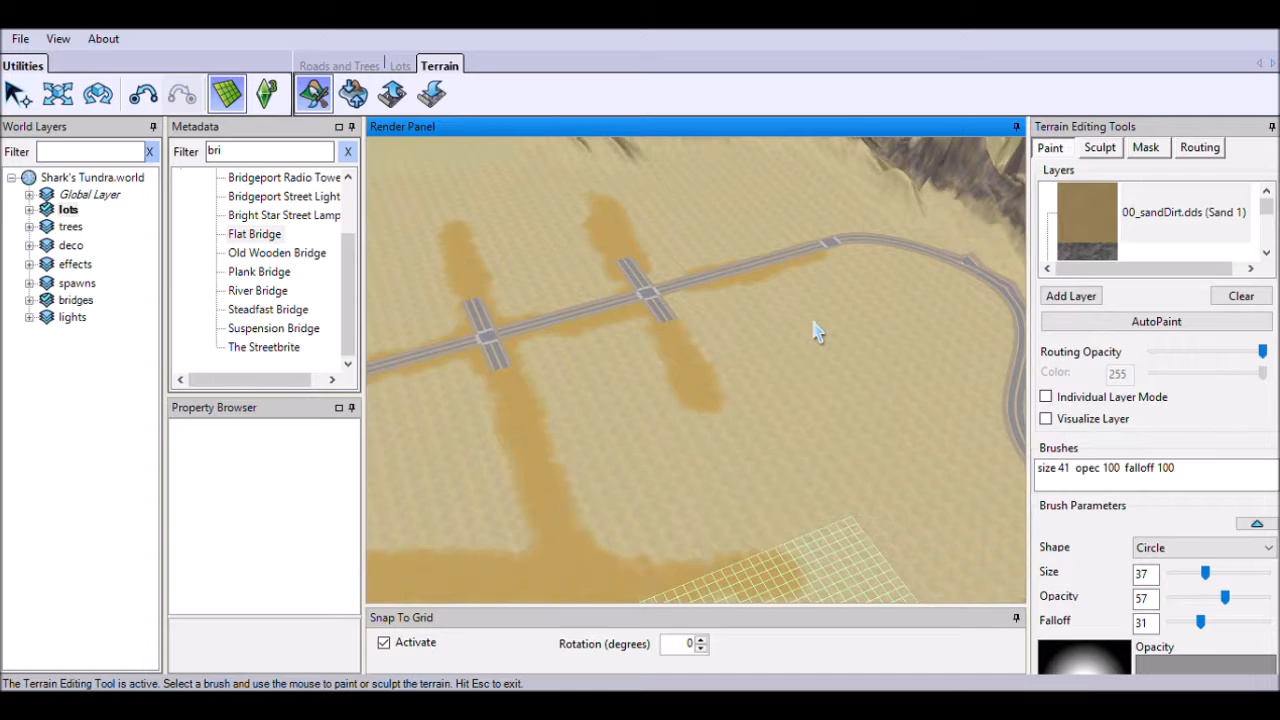 File View About
Utilities Roads and Trees Lots Terrain
World Layers
Filter X
Shark's Tundra.world
Global Layer
lots
trees
deco
effects
spawns
bridges
lights
Metadata
Filter bri X
Bridgeport Radio Towe
Bridgeport Street Light
Bright Star Street Lamp
Flat Bridge
Old Wooden Bridge
Plank Bridge
River Bridge
Steadfast Bridge
Suspension Bridge
The Streetbrite
Property Browser
Render Panel
Snap To Grid
Activate Rotation (degrees) 0
Terrain Editing Tools
Paint Sculpt Mask Routing
Layers
00_sandDirt.dds (Sand 1)
Add Layer Clear
AutoPaint
Routing Opacity
Color: 255
Individual Layer Mode
Visualize Layer
Brushes
size 41 opec 100 falloff 100
Brush Parameters
Shape Circle
Size 37
Opacity 57
Falloff 31
Opacity
The Terrain Editing Tool is active. Select a brush and use the mouse to paint or sculpt the terrain. Hit Esc to exit.